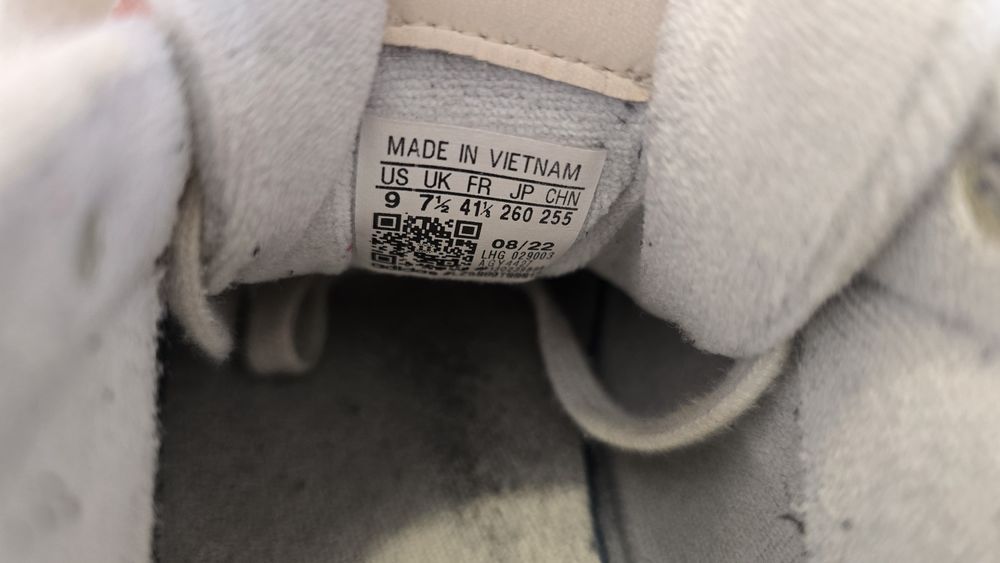 MADE IN VIETNAM
US UK FR JP CHN
9 7½ 41⅓ 260 255
08/22
LHG 029003